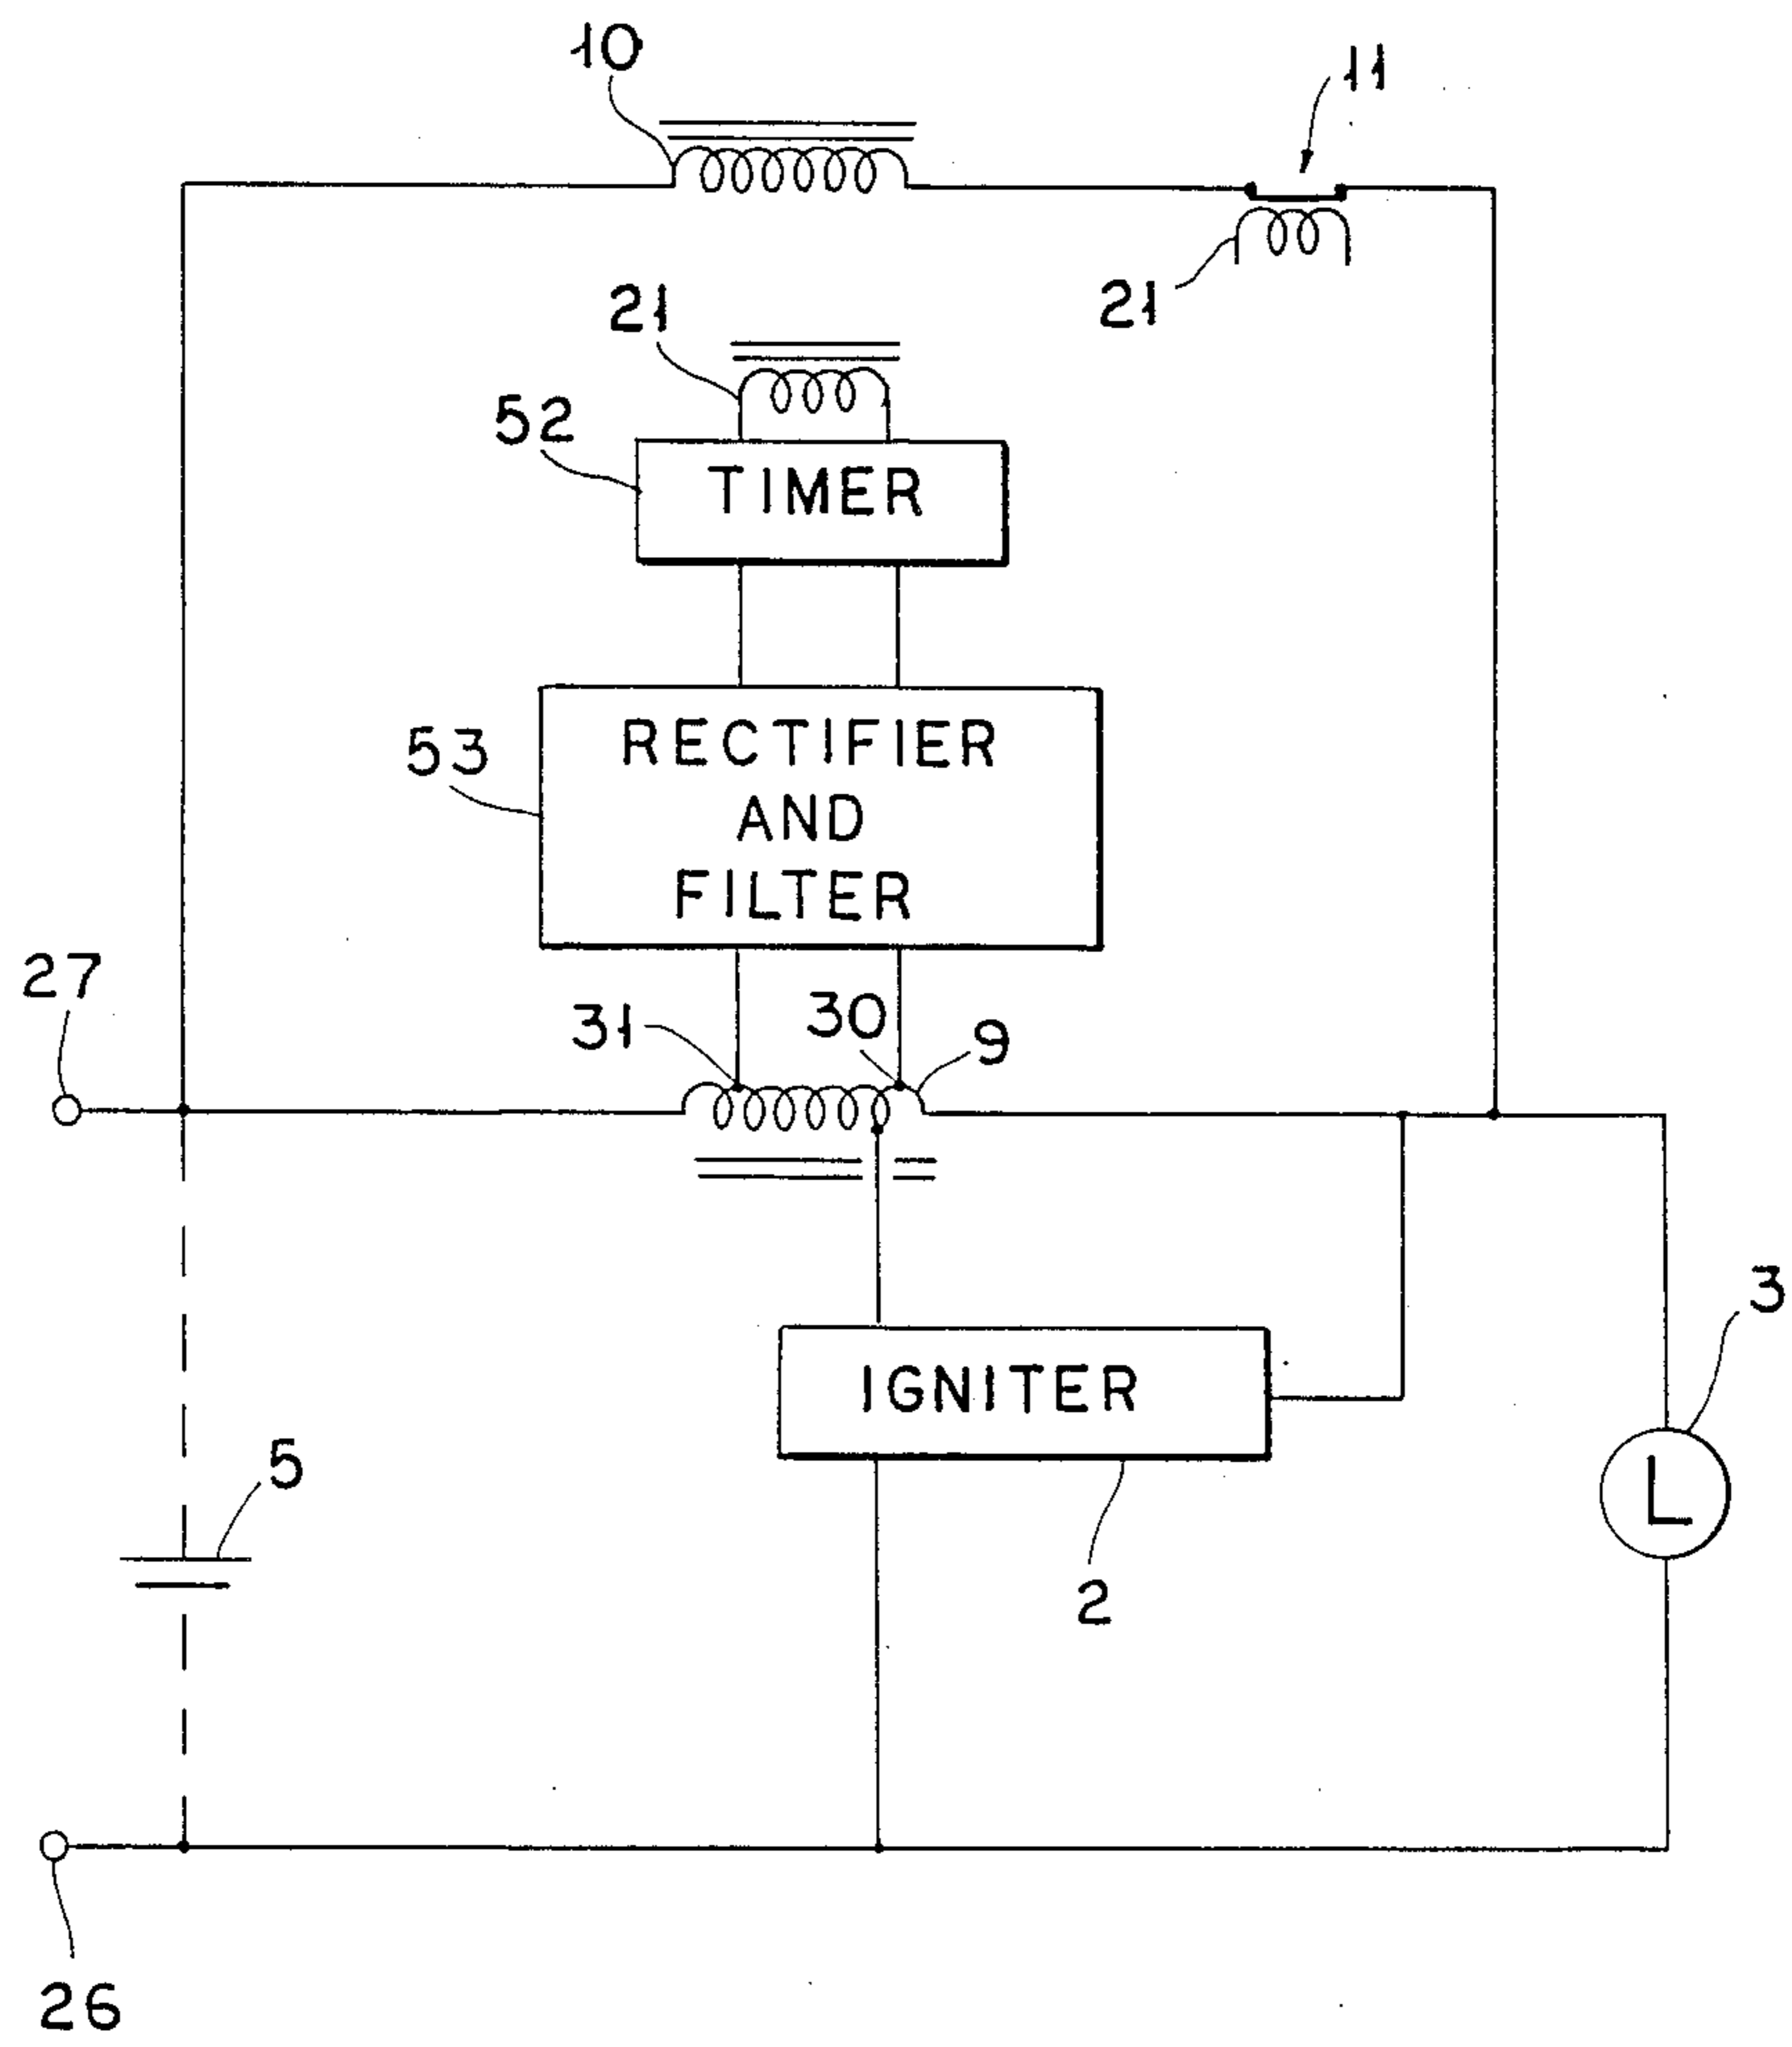 10
11
21
21
52
TIMER
53
RECTIFIER
AND
FILTER
27
31
30
9
3
IGNITER
L
5
2
26